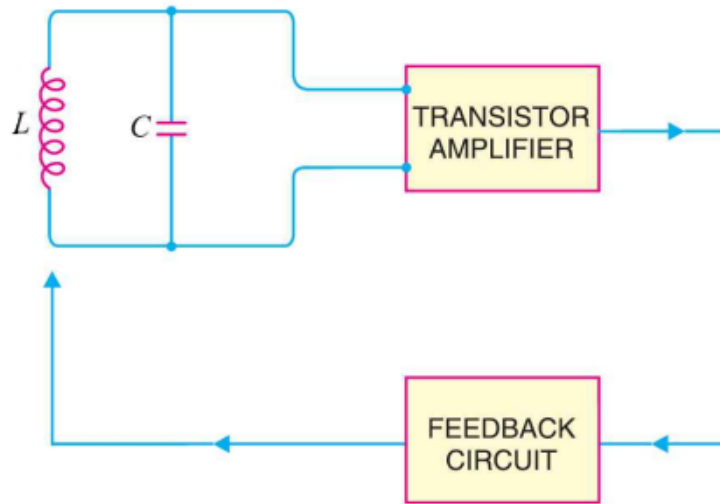 L
C
TRANSISTOR
AMPLIFIER
FEEDBACK
CIRCUIT